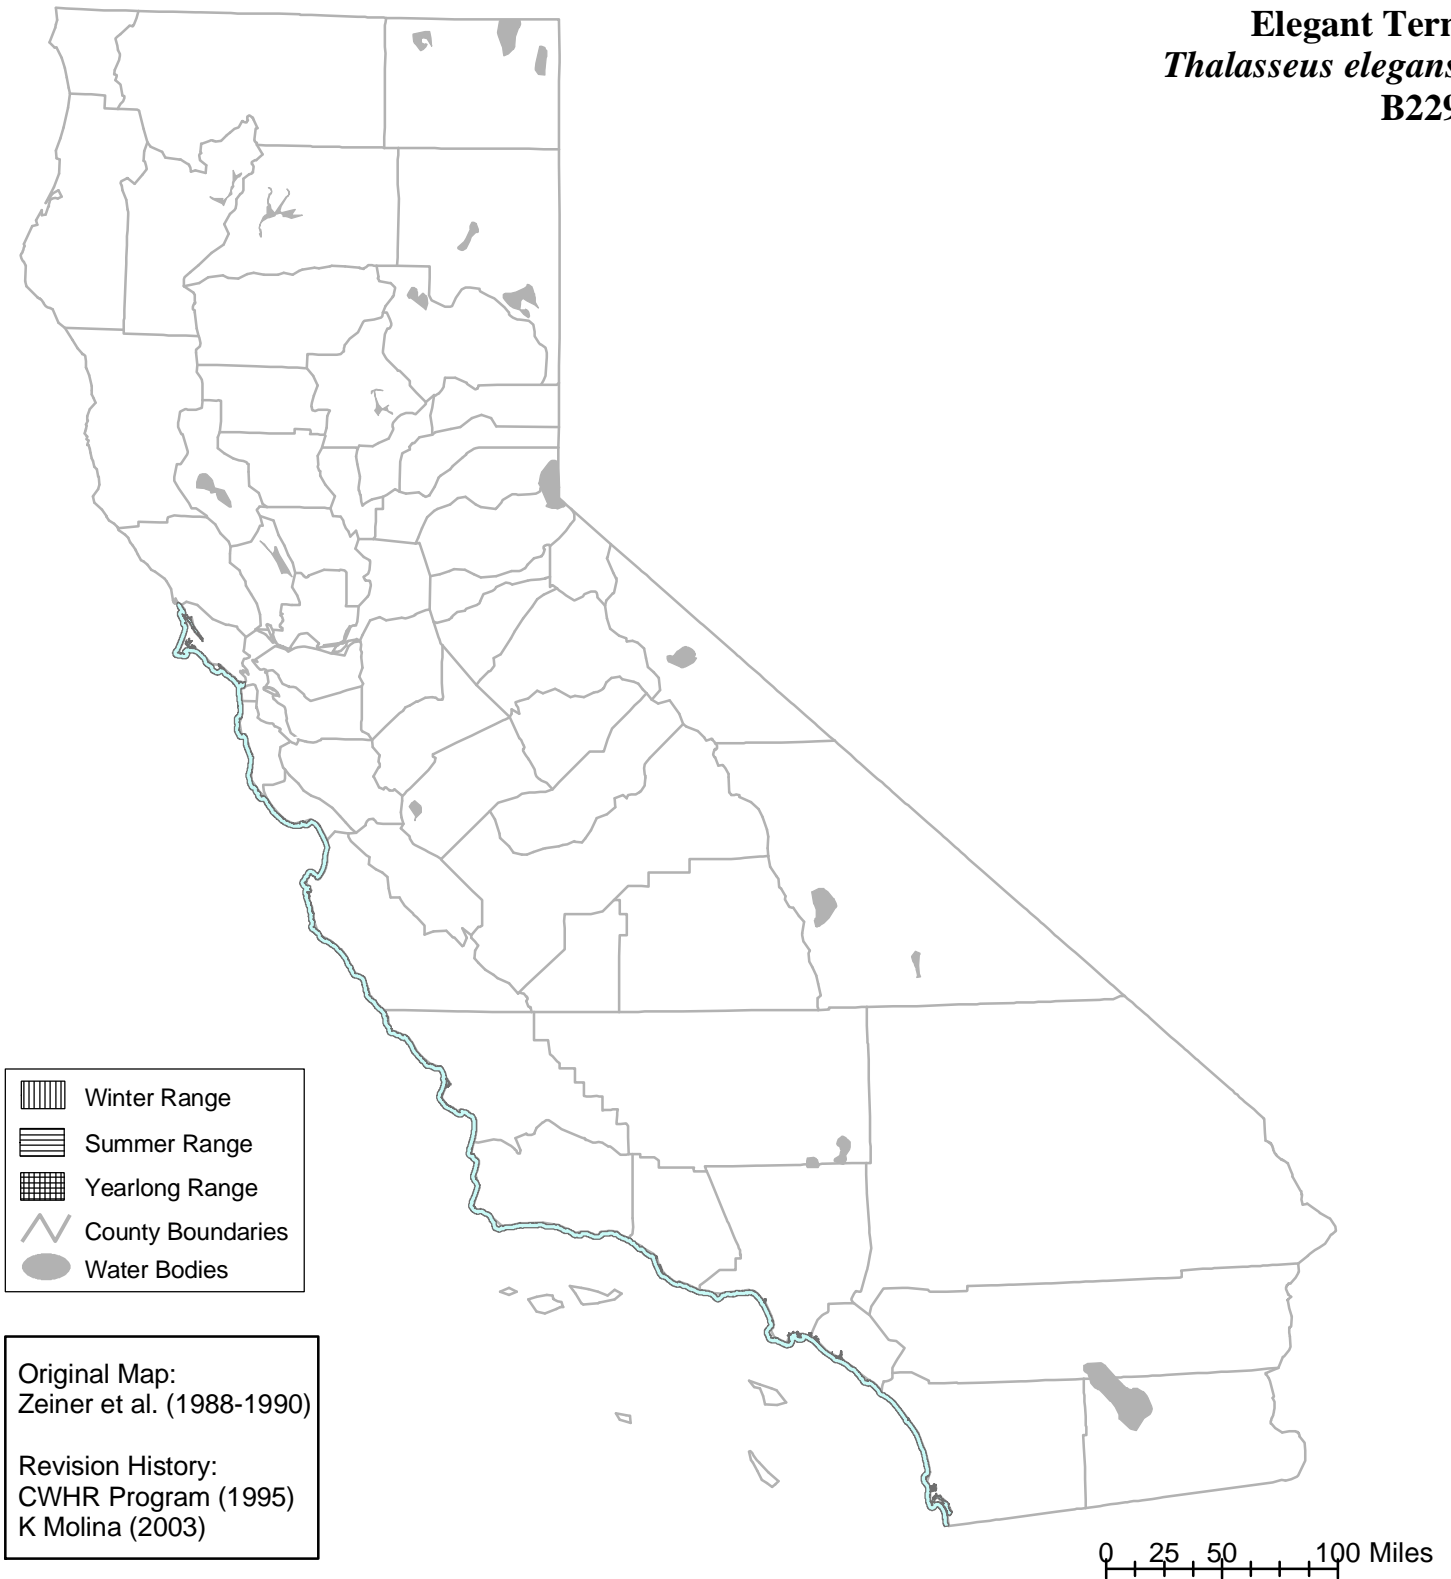 Elegant Tern
Thalasseus elegans
B229
Winter Range
Summer Range
Yearlong Range
County Boundaries
Water Bodies
Original Map:
Zeiner et al. (1988-1990)
Revision History:
CWHR Program (1995)
K Molina (2003)
0 25 50 100 Miles